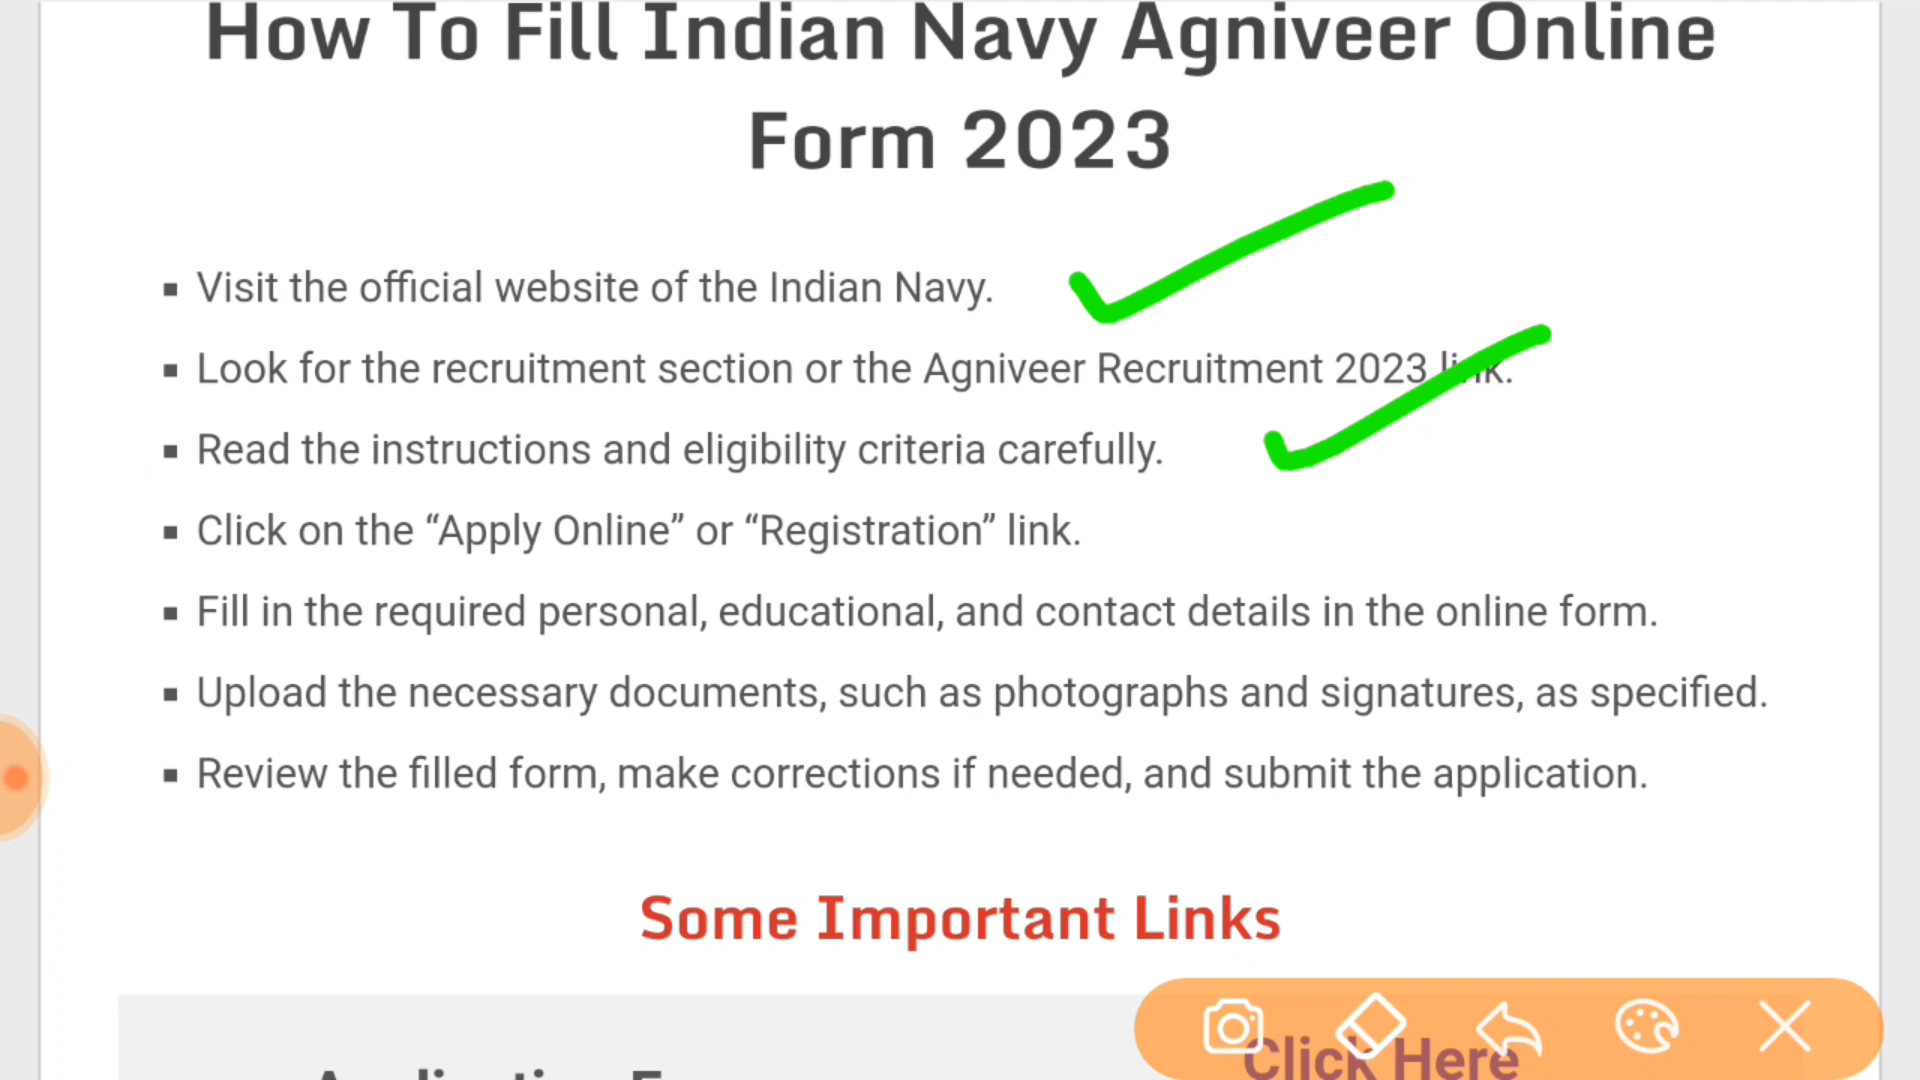 How To Fill Indian Navy Agniveer Online
Form 2023
▪ Visit the official website of the Indian Navy.
▪ Look for the recruitment section or the Agniveer Recruitment 2023 link.
▪ Read the instructions and eligibility criteria carefully.
▪ Click on the “Apply Online” or “Registration” link.
▪ Fill in the required personal, educational, and contact details in the online form.
▪ Upload the necessary documents, such as photographs and signatures, as specified.
▪ Review the filled form, make corrections if needed, and submit the application.
Some Important Links
Click Here